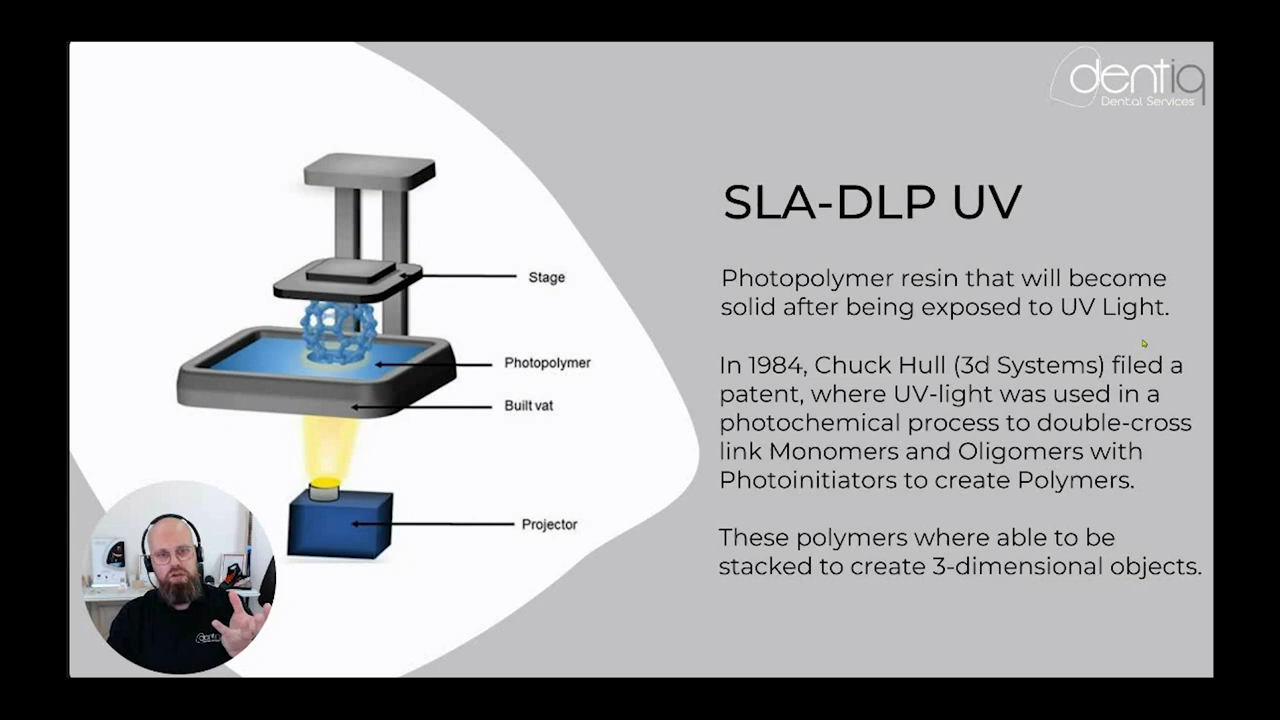 dentiq
Dental Services
SLA-DLP UV
Photopolymer resin that will become
solid after being exposed to UV Light.
In 1984, Chuck Hull (3d Systems) filed a
patent, where UV-light was used in a
photochemical process to double-cross
link Monomers and Oligomers with
Photoinitiators to create Polymers.
These polymers where able to be
stacked to create 3-dimensional objects.
Stage
Photopolymer
Built vat
Projector